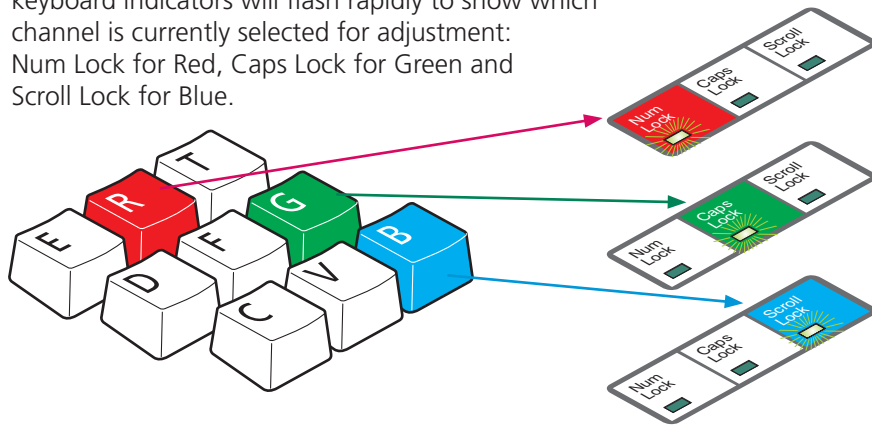 keyboard indicators will flash rapidly to show which
channel is currently selected for adjustment:
Num Lock for Red, Caps Lock for Green and
Scroll Lock for Blue.
T
R
G
E
F
B
D
V
C
Num
Lock
Caps
Lock
Scroll
Lock
Num
Lock
Caps
Lock
Scroll
Lock
Num
Lock
Caps
Lock
Scroll
Lock